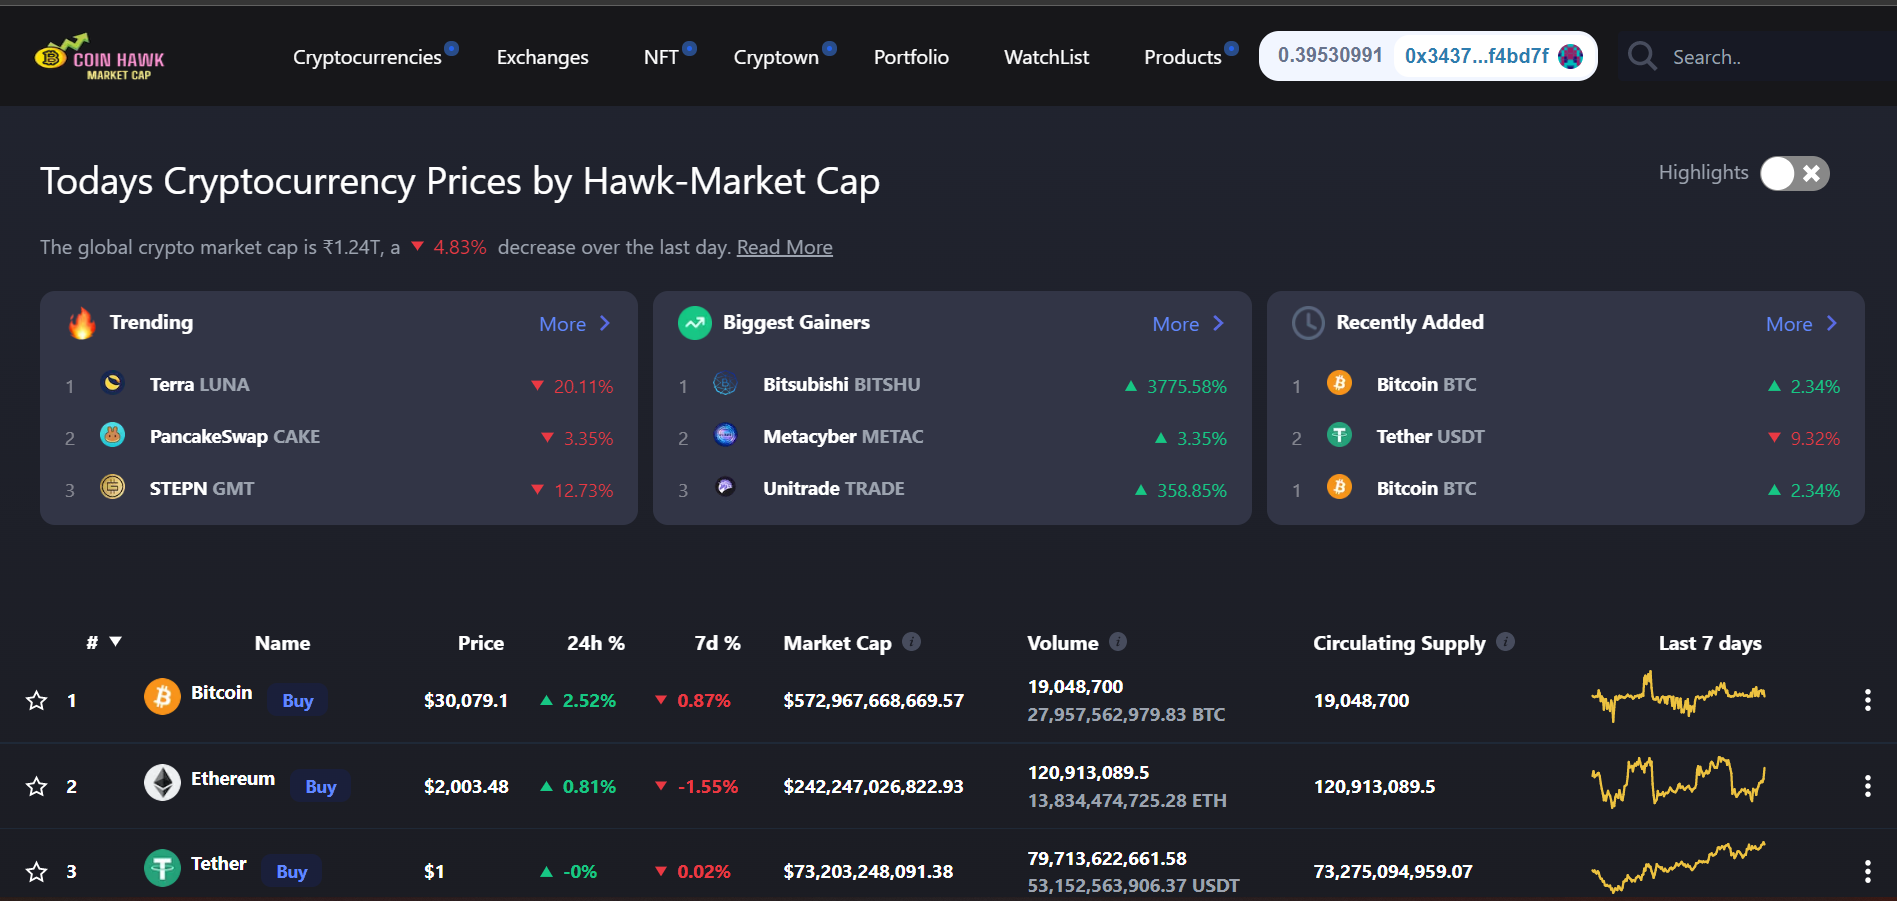 COIN HAWK
MARKET CAP
Cryptocurrencies Exchanges NFT Cryptown Portfolio WatchList Products 0.39530991 0x3437...f4bd7f Search..
Todays Cryptocurrency Prices by Hawk-Market Cap
Highlights
The global crypto market cap is ₹1.24T, a ▼ 4.83% decrease over the last day. Read More
Trending More
1 Terra LUNA ▼ 20.11%
2 PancakeSwap CAKE ▼ 3.35%
3 STEPN GMT ▼ 12.73%
Biggest Gainers More
1 Bitsubishi BITSHU ▲ 3775.58%
2 Metacyber METAC ▲ 3.35%
3 Unitrade TRADE ▲ 358.85%
Recently Added More
1 Bitcoin BTC ▲ 2.34%
2 Tether USDT ▼ 9.32%
1 Bitcoin BTC ▲ 2.34%
# ▼ Name Price 24h % 7d % Market Cap Volume Circulating Supply Last 7 days
1 Bitcoin Buy $30,079.1 ▲ 2.52% ▼ 0.87% $572,967,668,669.57 19,048,700 19,048,700
27,957,562,979.83 BTC
2 Ethereum Buy $2,003.48 ▲ 0.81% ▼ -1.55% $242,247,026,822.93 120,913,089.5 120,913,089.5
13,834,474,725.28 ETH
3 Tether Buy $1 ▲ -0% ▼ 0.02% $73,203,248,091.38 79,713,622,661.58 73,275,094,959.07
53,152,563,906.37 USDT